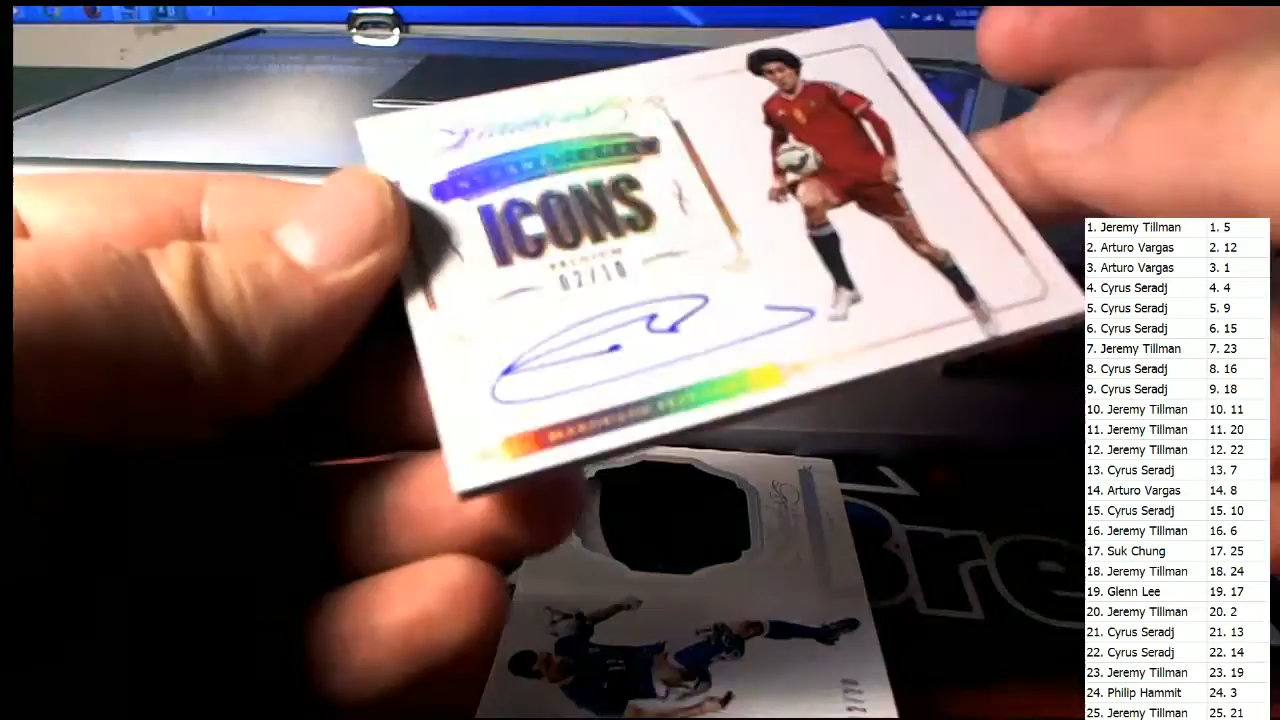 ICONS
02/10
1. Jeremy Tillman 1. 5
2. Arturo Vargas 2. 12
3. Arturo Vargas 3. 1
4. Cyrus Seradj 4. 4
5. Cyrus Seradj 5. 9
6. Cyrus Seradj 6. 15
7. Jeremy Tillman 7. 23
8. Cyrus Seradj 8. 16
9. Cyrus Seradj 9. 18
10. Jeremy Tillman 10. 11
11. Jeremy Tillman 11. 20
12. Jeremy Tillman 12. 22
13. Cyrus Seradj 13. 7
14. Arturo Vargas 14. 8
15. Cyrus Seradj 15. 10
16. Jeremy Tillman 16. 6
17. Suk Chung 17. 25
18. Jeremy Tillman 18. 24
19. Glenn Lee 19. 17
20. Jeremy Tillman 20. 2
21. Cyrus Seradj 21. 13
22. Cyrus Seradj 22. 14
23. Jeremy Tillman 23. 19
24. Philip Hammit 24. 3
25. Jeremy Tillman 25. 21